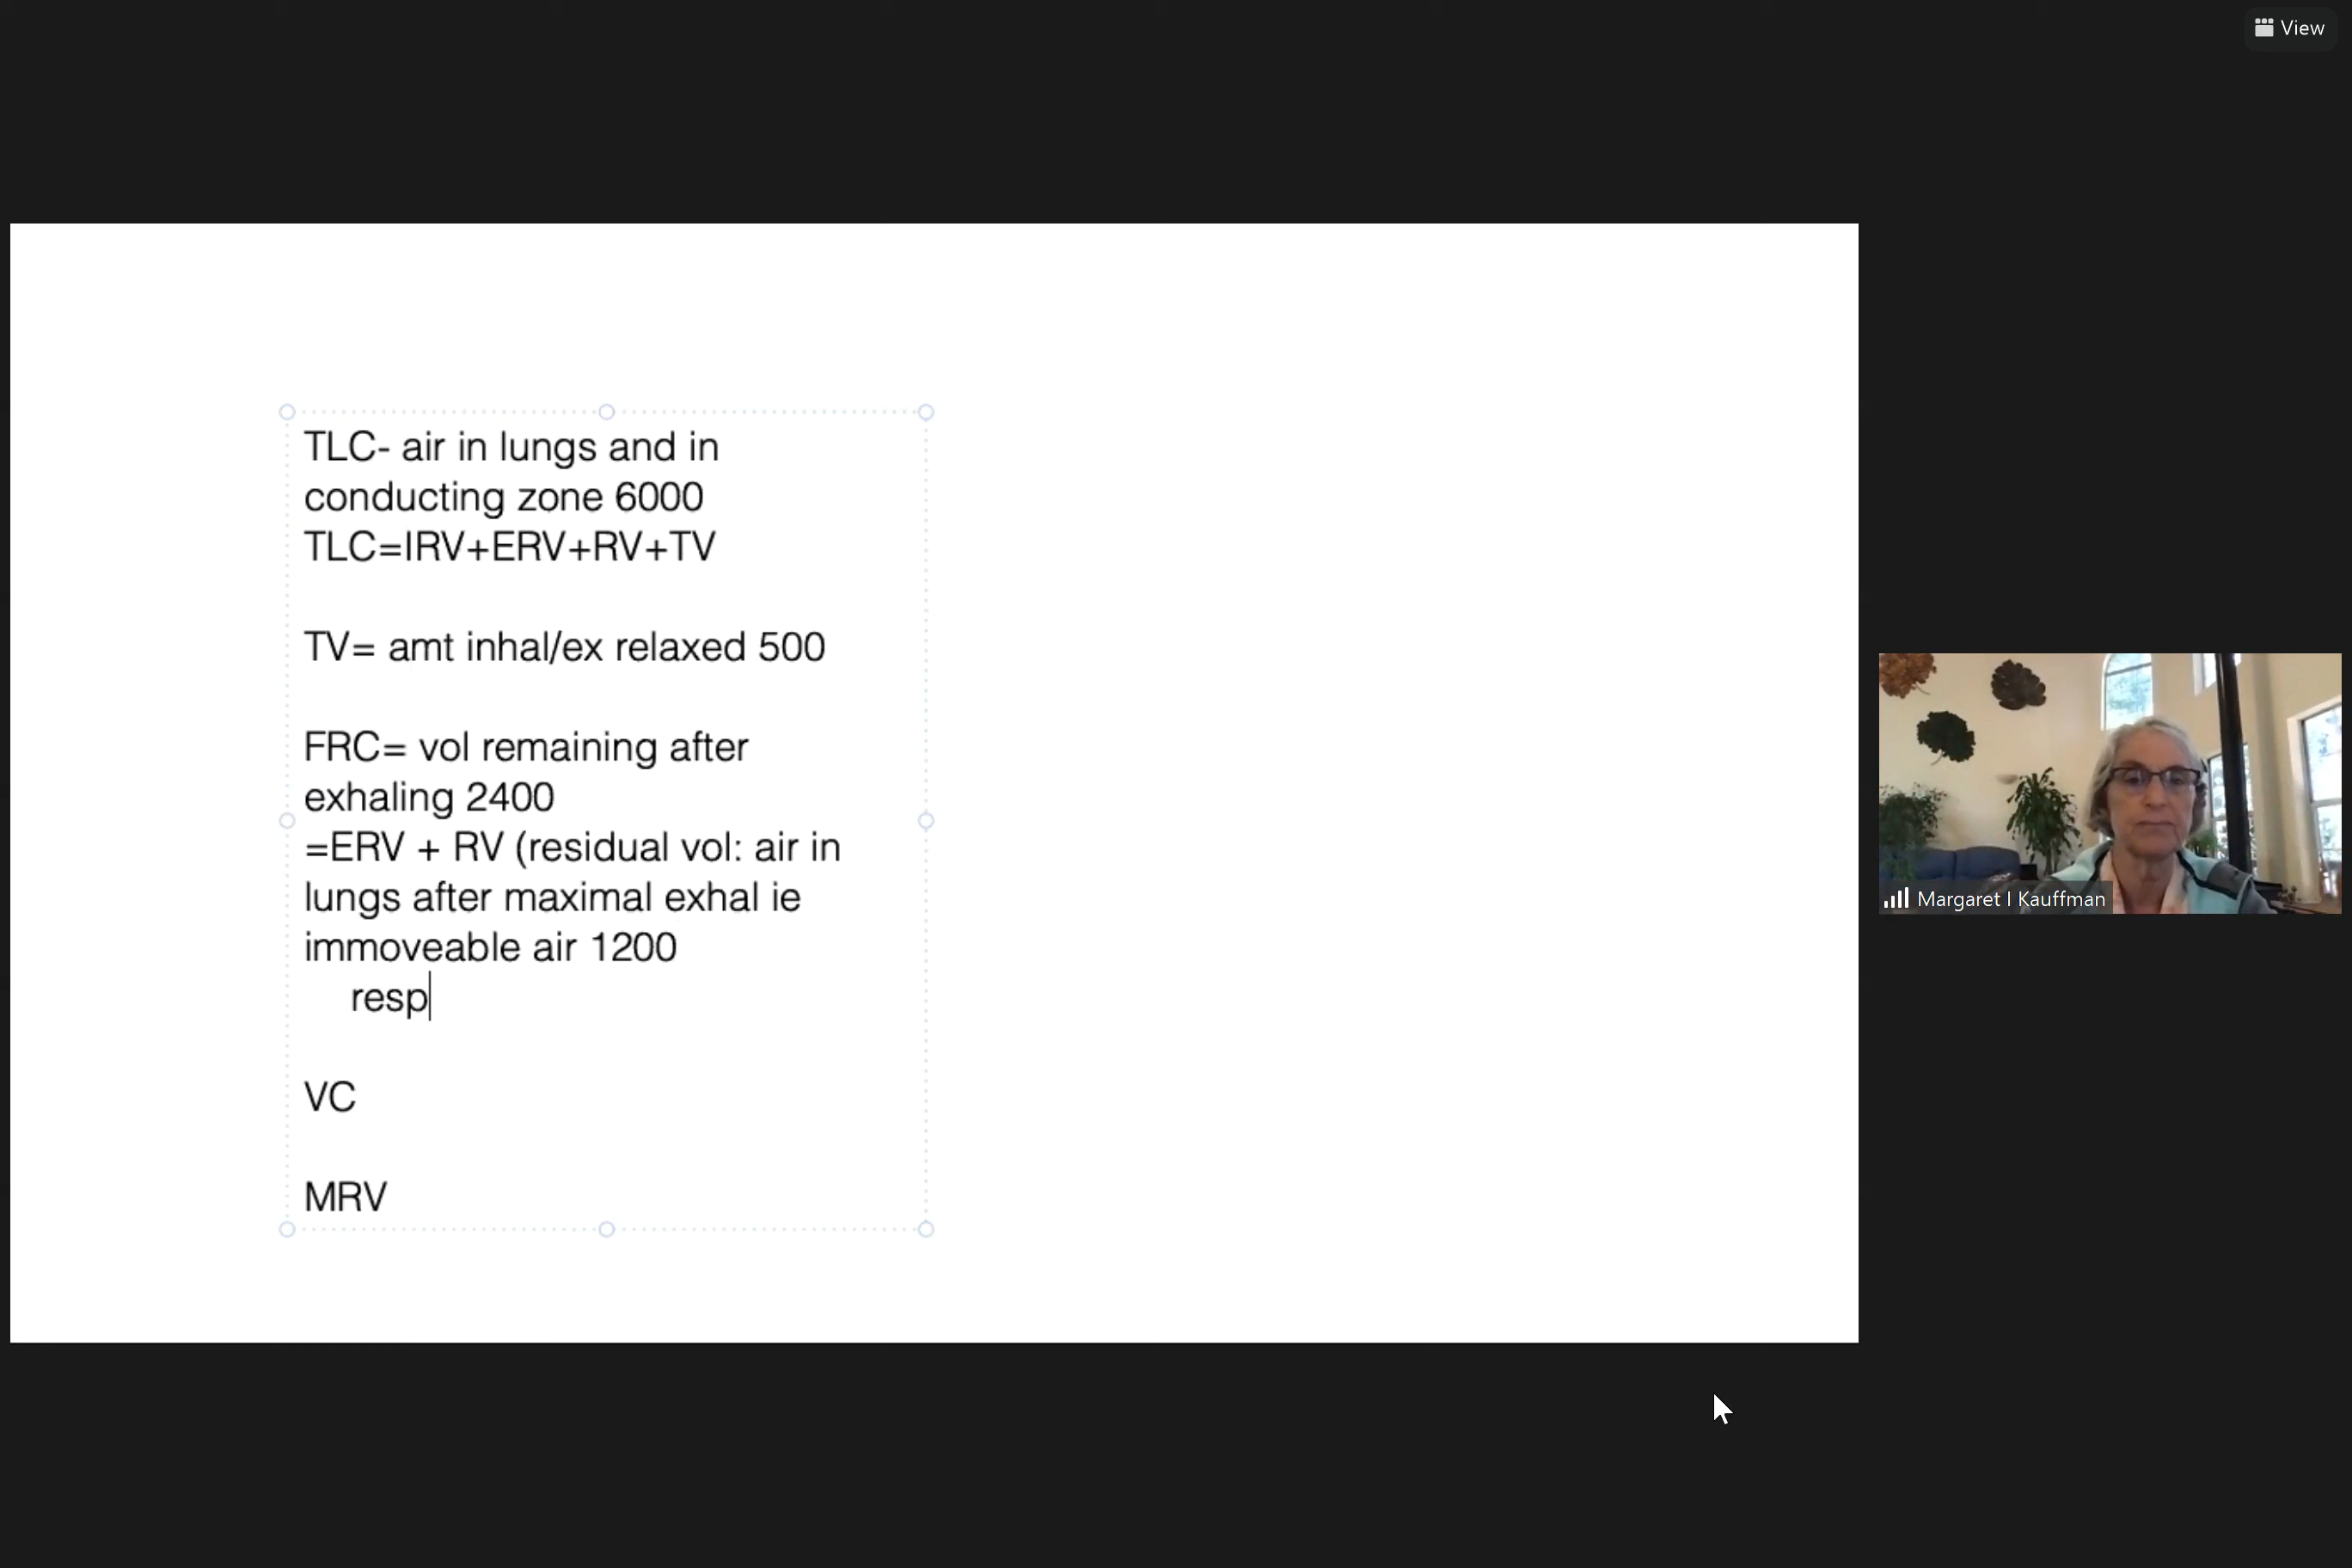 View
TLC- air in lungs and in
conducting zone 6000
TLC=IRV+ERV+RV+TV
TV= amt inhal/ex relaxed 500
FRC= vol remaining after
exhaling 2400
=ERV + RV (residual vol: air in
lungs after maximal exhal ie
immoveable air 1200
resp
VC
MRV
Margaret I Kauffman